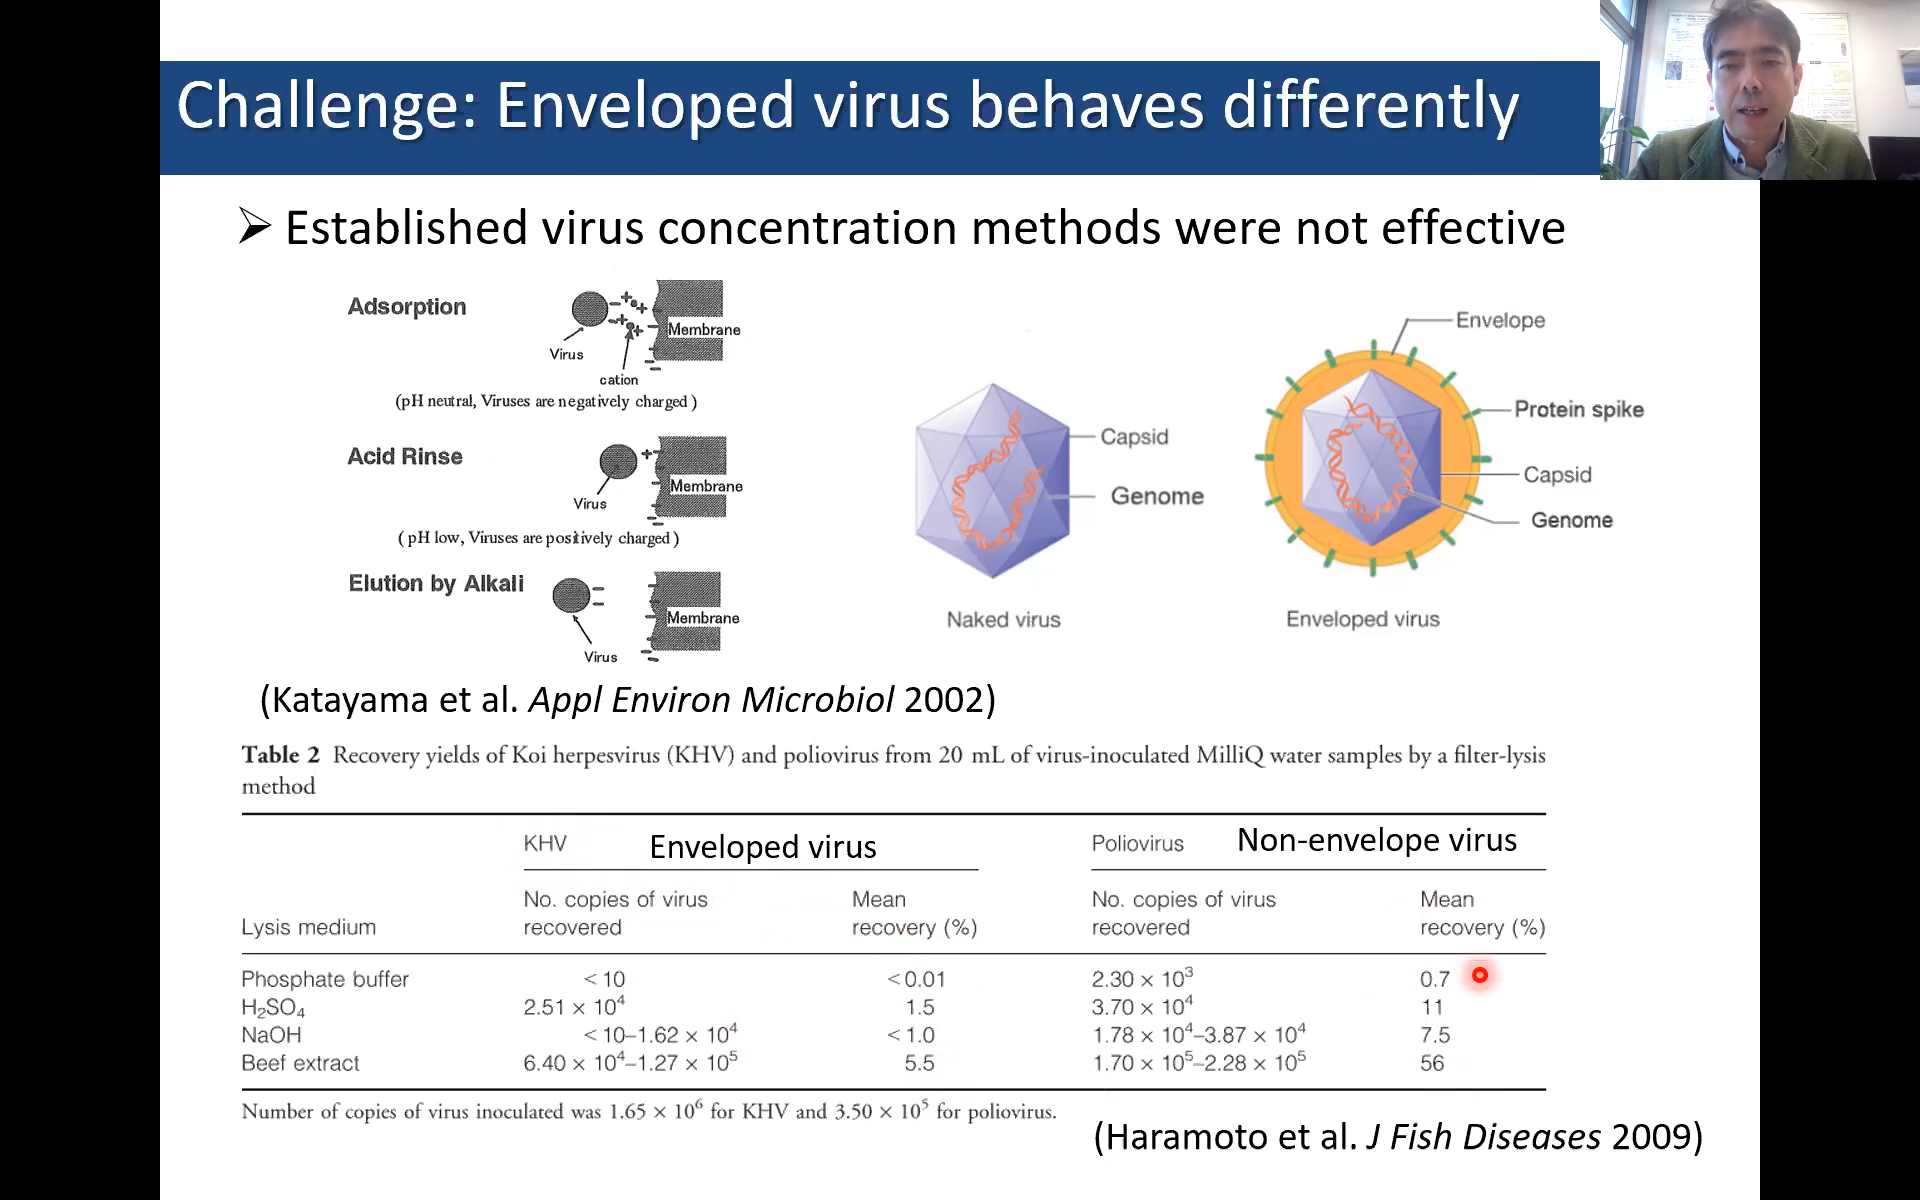 Challenge: Enveloped virus behaves differently
➢ Established virus concentration methods were not effective
Adsorption
Virus
Membrane
cation
(pH neutral, Viruses are negatively charged )
Acid Rinse
Virus
Membrane
( pH low, Viruses are positively charged )
Elution by Alkali
Membrane
Virus
Capsid
Genome
Naked virus
Envelope
Protein spike
Capsid
Genome
Enveloped virus
(Katayama et al. Appl Environ Microbiol 2002)
Table 2 Recovery yields of Koi herpesvirus (KHV) and poliovirus from 20 mL of virus-inoculated MilliQ water samples by a filter-lysis
method
KHV Enveloped virus Poliovirus Non-envelope virus
No. copies of virus Mean No. copies of virus Mean
Lysis medium recovered recovery (%) recovered recovery (%)
Phosphate buffer < 10 < 0.01 2.30 × 10³ 0.7
H₂SO₄ 2.51 × 10⁴ 1.5 3.70 × 10⁴ 11
NaOH < 10–1.62 × 10⁴ < 1.0 1.78 × 10⁴–3.87 × 10⁴ 7.5
Beef extract 6.40 × 10⁴–1.27 × 10⁵ 5.5 1.70 × 10⁵–2.28 × 10⁵ 56
Number of copies of virus inoculated was 1.65 × 10⁶ for KHV and 3.50 × 10⁵ for poliovirus.
(Haramoto et al. J Fish Diseases 2009)